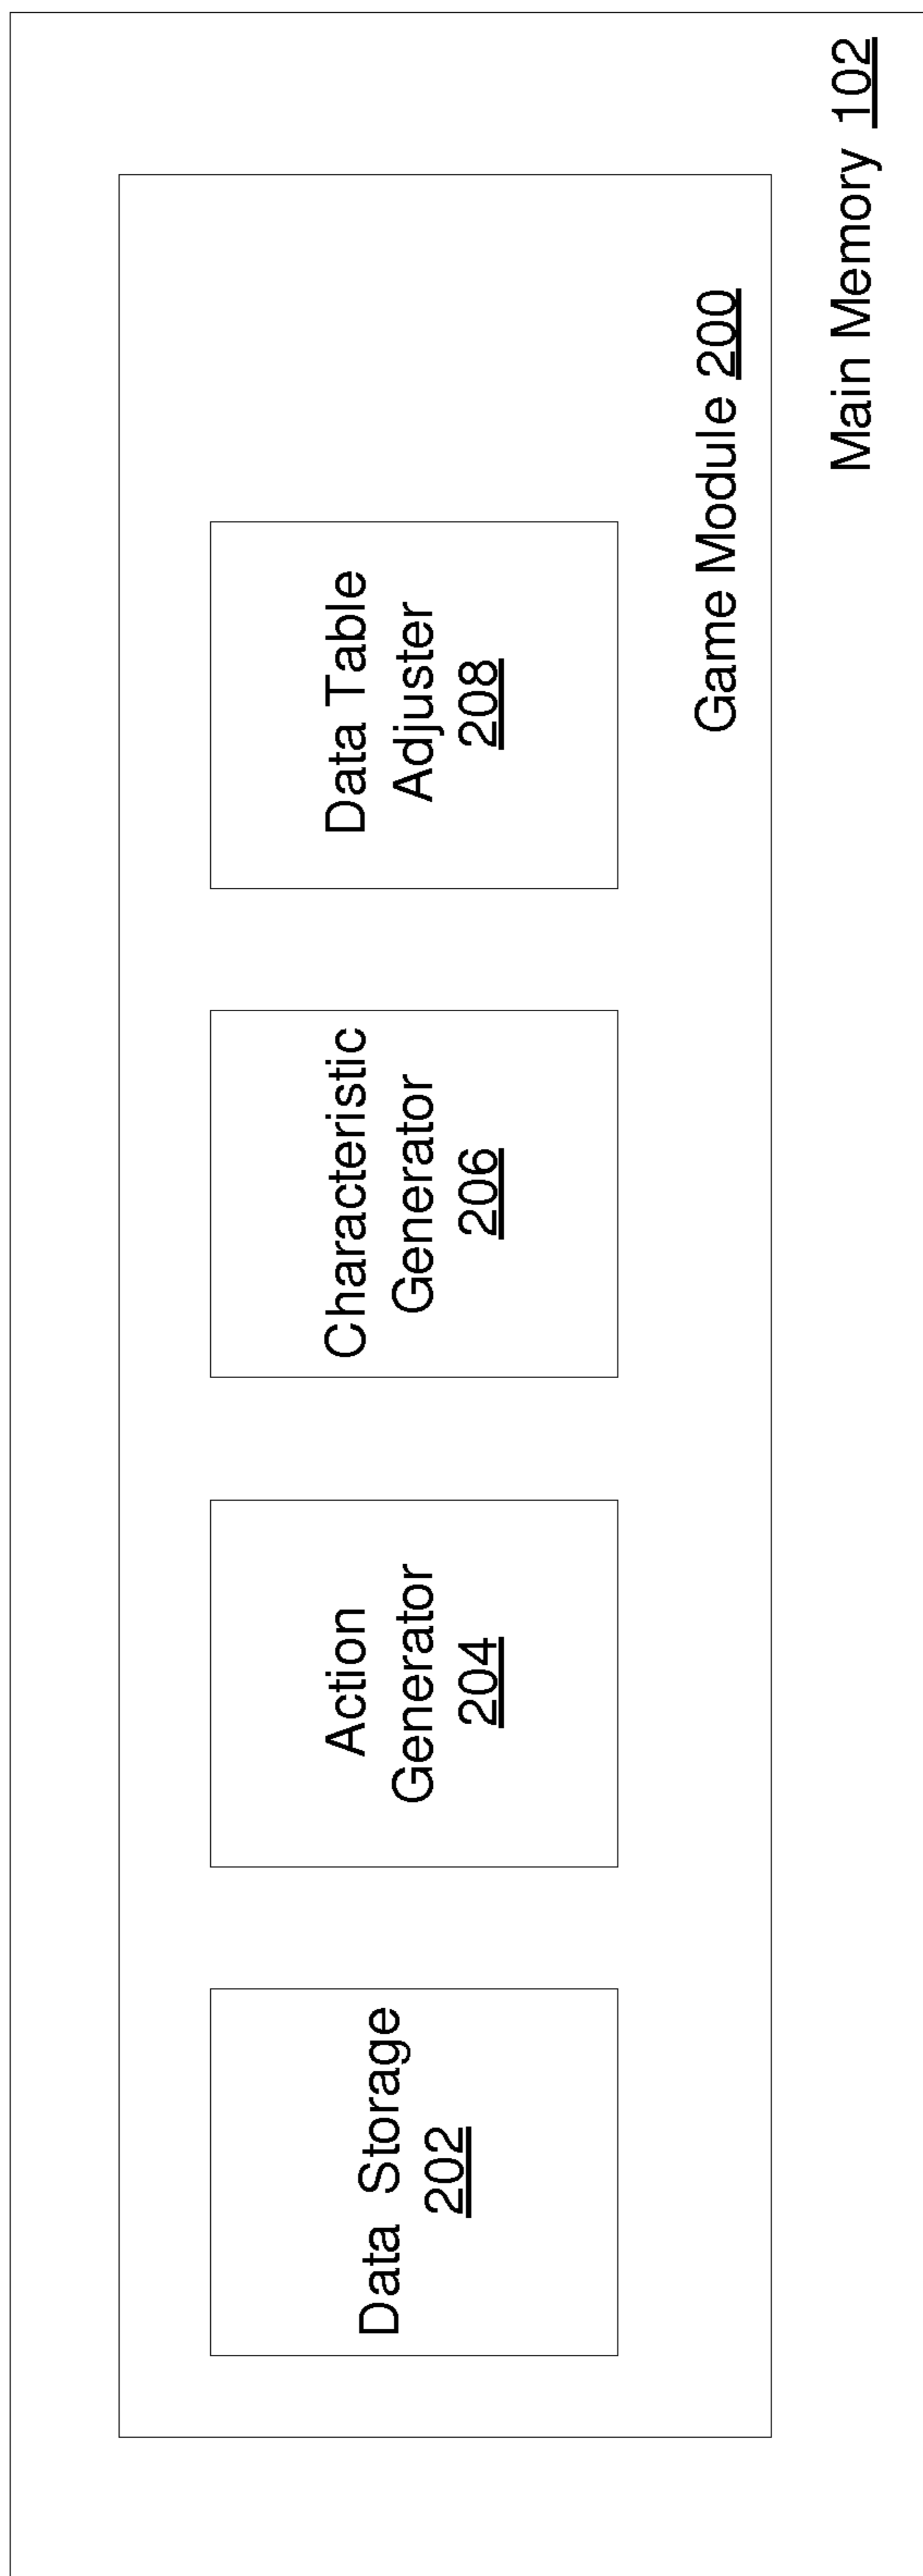 Data Storage
202
Action
Generator
204
Characteristic
Generator
206
Data Table
Adjuster
208
Game Module 200
Main Memory 102